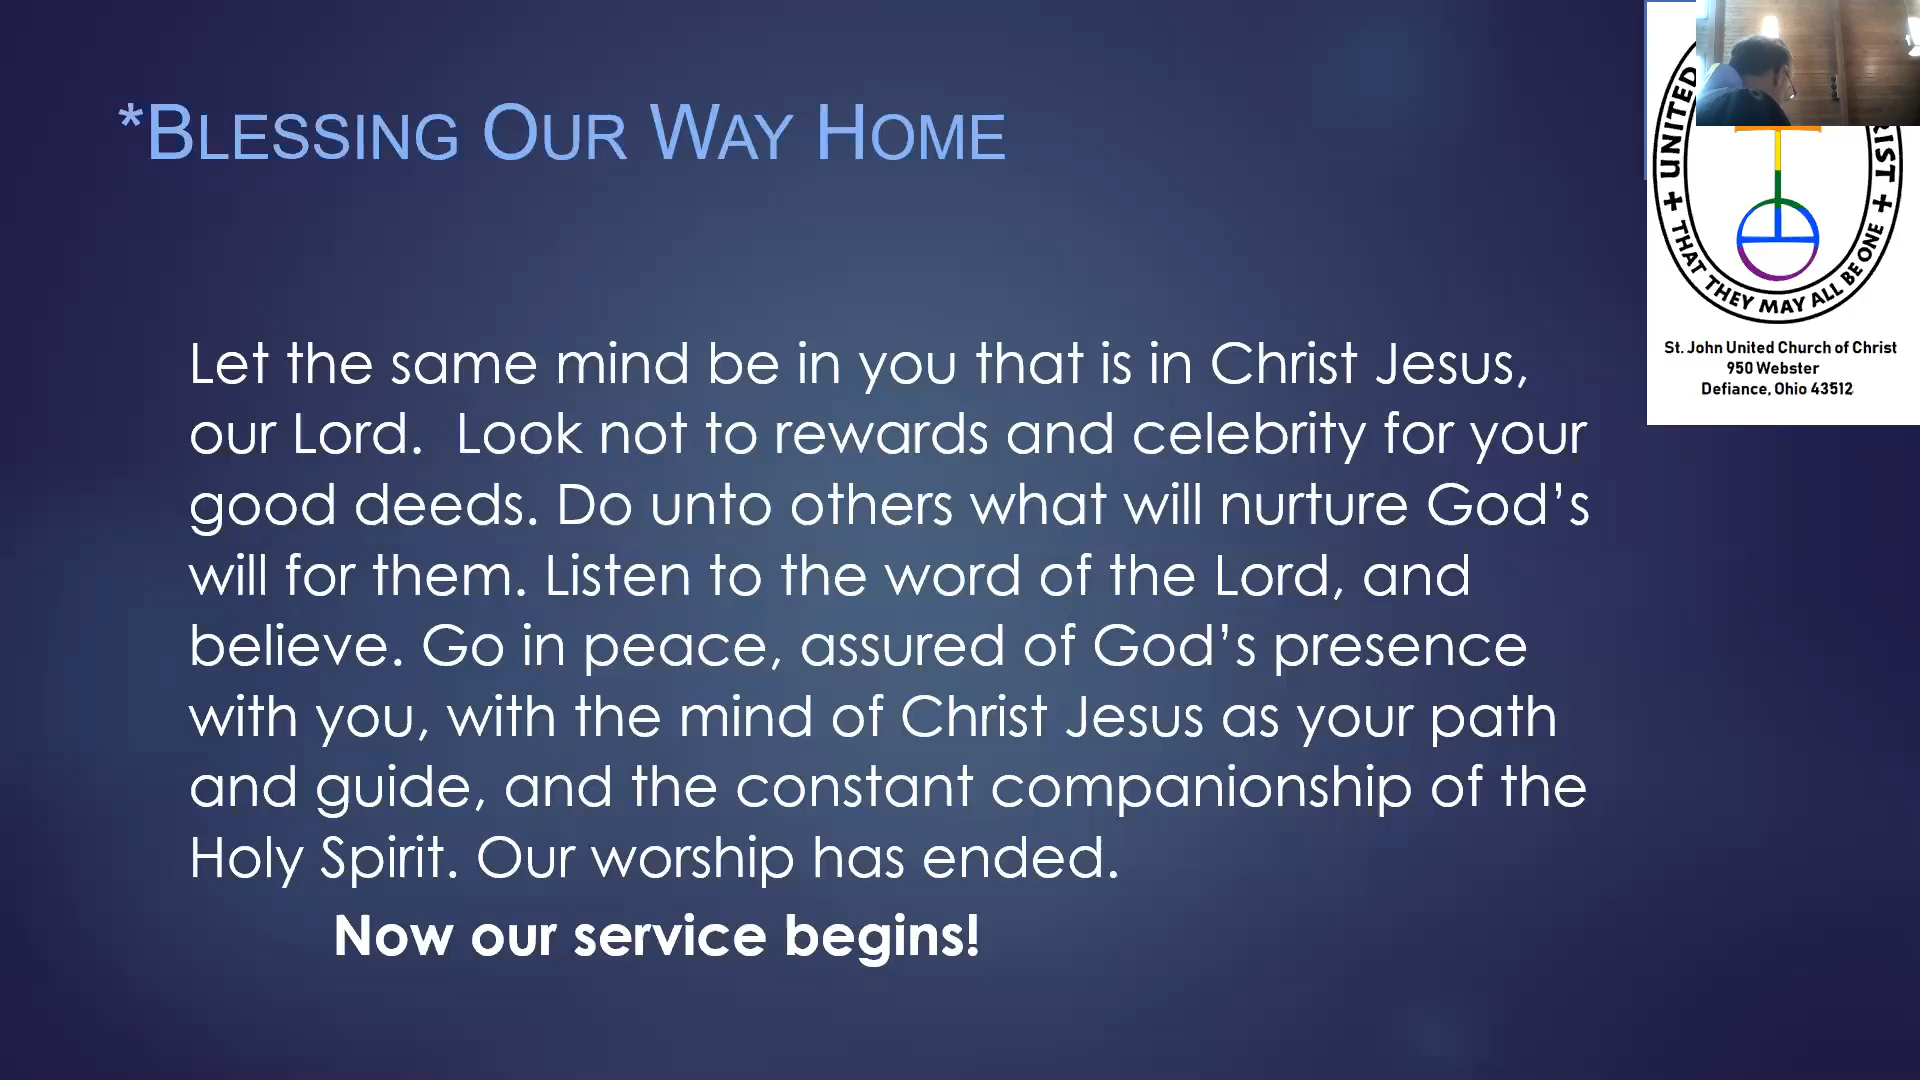 *BLESSING OUR WAY HOME
Let the same mind be in you that is in Christ Jesus,
our Lord.  Look not to rewards and celebrity for your
good deeds. Do unto others what will nurture God’s
will for them. Listen to the word of the Lord, and
believe. Go in peace, assured of God’s presence
with you, with the mind of Christ Jesus as your path
and guide, and the constant companionship of the
Holy Spirit. Our worship has ended.
Now our service begins!
UNITED
THAT THEY MAY ALL BE ONE
St. John United Church of Christ
950 Webster
Defiance, Ohio 43512